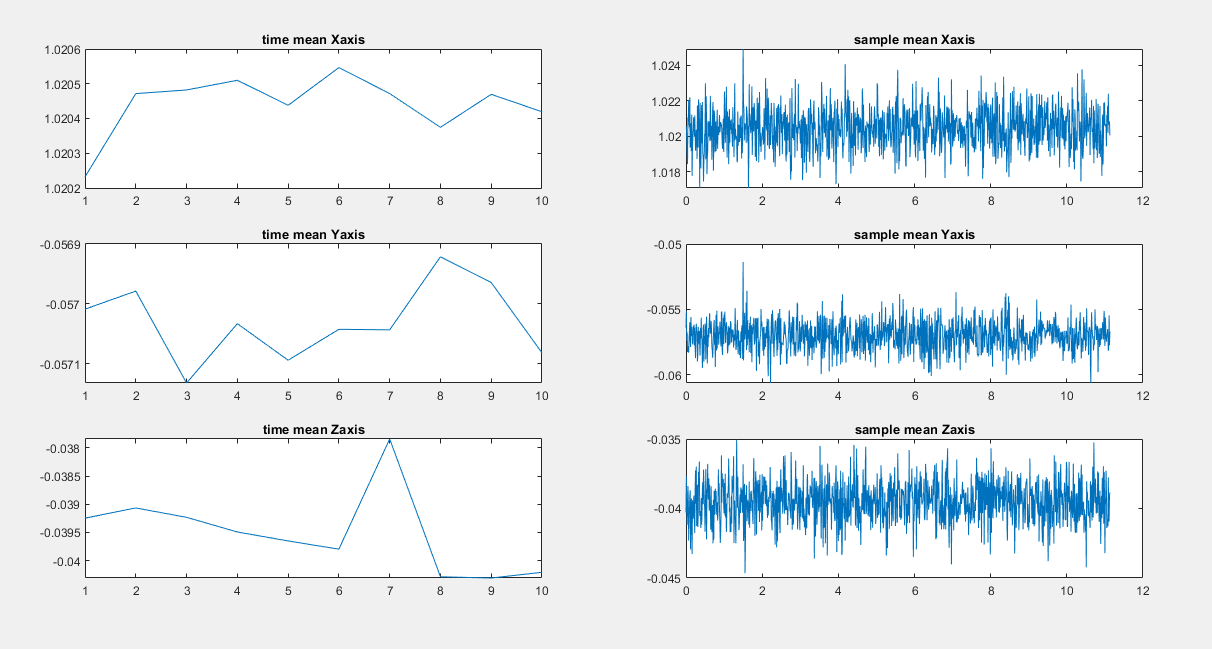 time mean Xaxis
1.0206
1.0205
1.0204
1.0203
1.0202
1 2 3 4 5 6 7 8 9 10
sample mean Xaxis
1.024
1.022
1.02
1.018
0 2 4 6 8 10 12
time mean Yaxis
-0.0569
-0.057
-0.0571
1 2 3 4 5 6 7 8 9 10
sample mean Yaxis
-0.05
-0.055
-0.06
0 2 4 6 8 10 12
time mean Zaxis
-0.038
-0.0385
-0.039
-0.0395
-0.04
1 2 3 4 5 6 7 8 9 10
sample mean Zaxis
-0.035
-0.04
-0.045
0 2 4 6 8 10 12